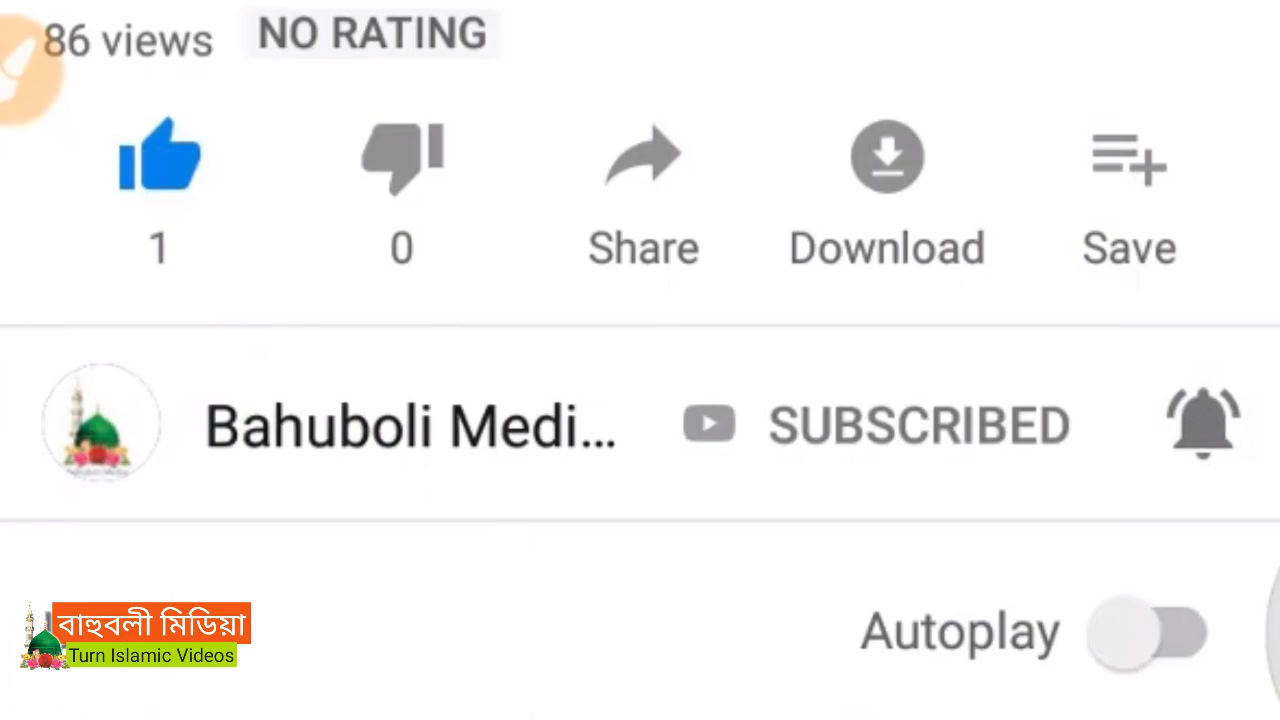 86 views NO RATING
1 0 Share Download Save
Bahuboli Medi... SUBSCRIBED
Autoplay
বাহুবলী মিডিয়া
Turn Islamic Videos